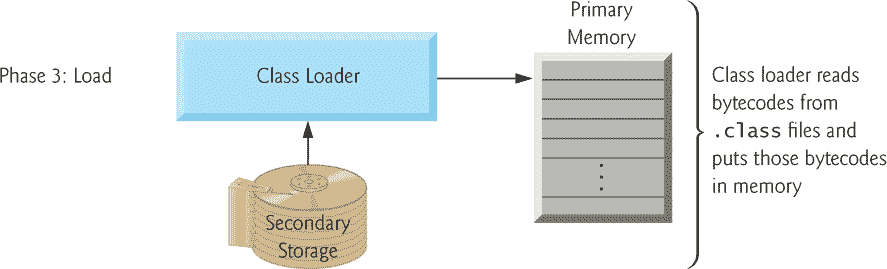 Phase 3: Load
Class Loader
Secondary
Storage
Primary
Memory
Class loader reads
bytecodes from
.class files and
puts those bytecodes
in memory